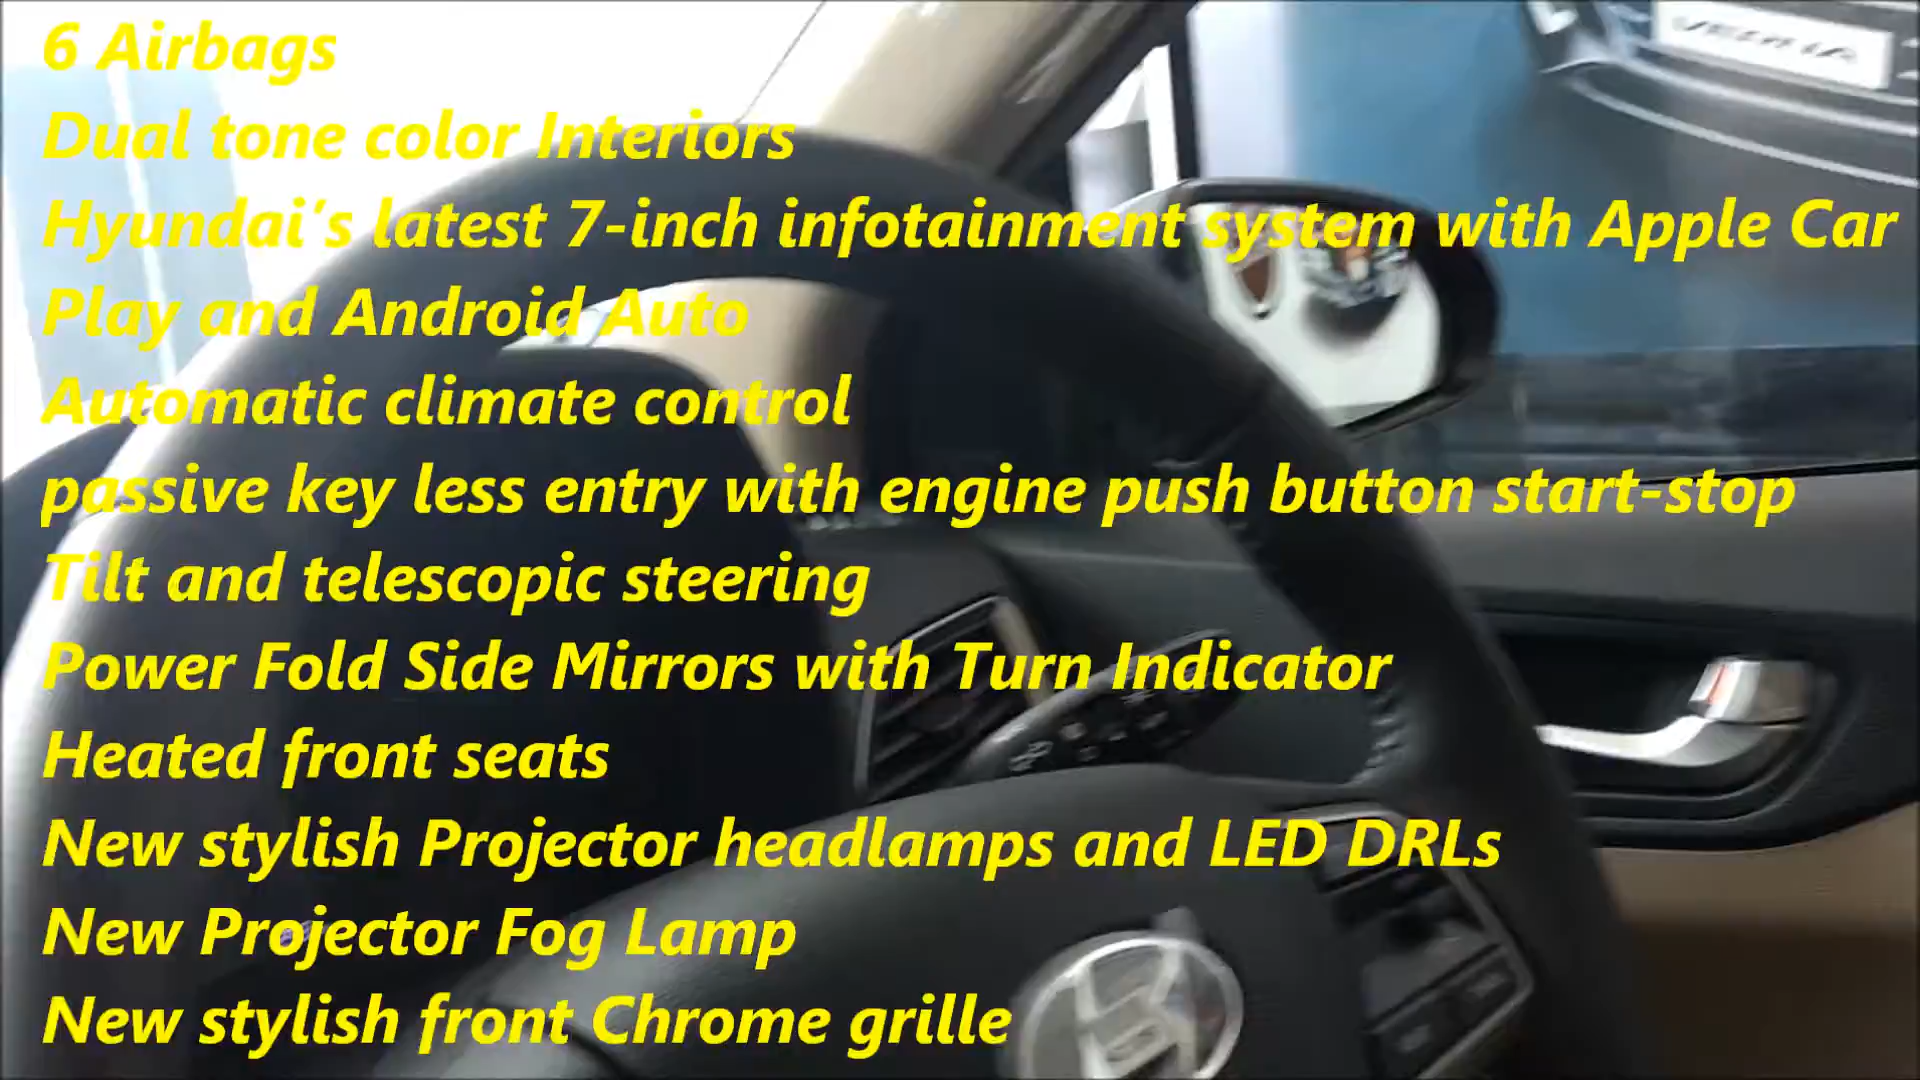 6 Airbags
VERNA
Dual tone color Interiors
Hyundai's latest 7-inch infotainment system with Apple Car
Play and Android Auto
Automatic climate control
passive key less entry with engine push button start-stop
Tilt and telescopic steering
Power Fold Side Mirrors with Turn Indicator
Heated front seats
New stylish Projector headlamps and LED DRLs
New Projector Fog Lamp
New stylish front Chrome grille